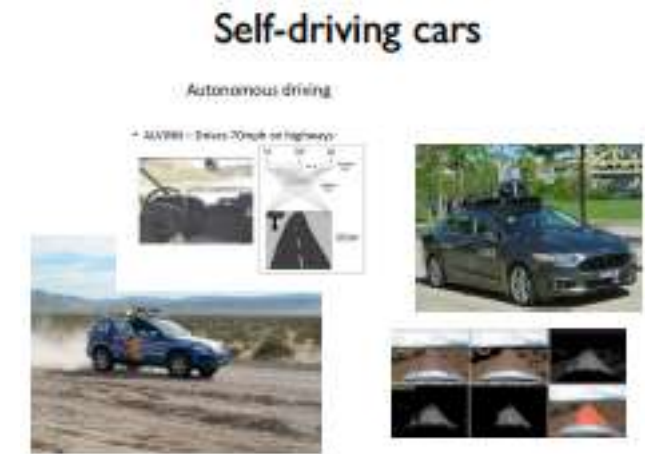 Self-driving cars
Autonomous driving
• ALVINN – Drives 70mph on highways